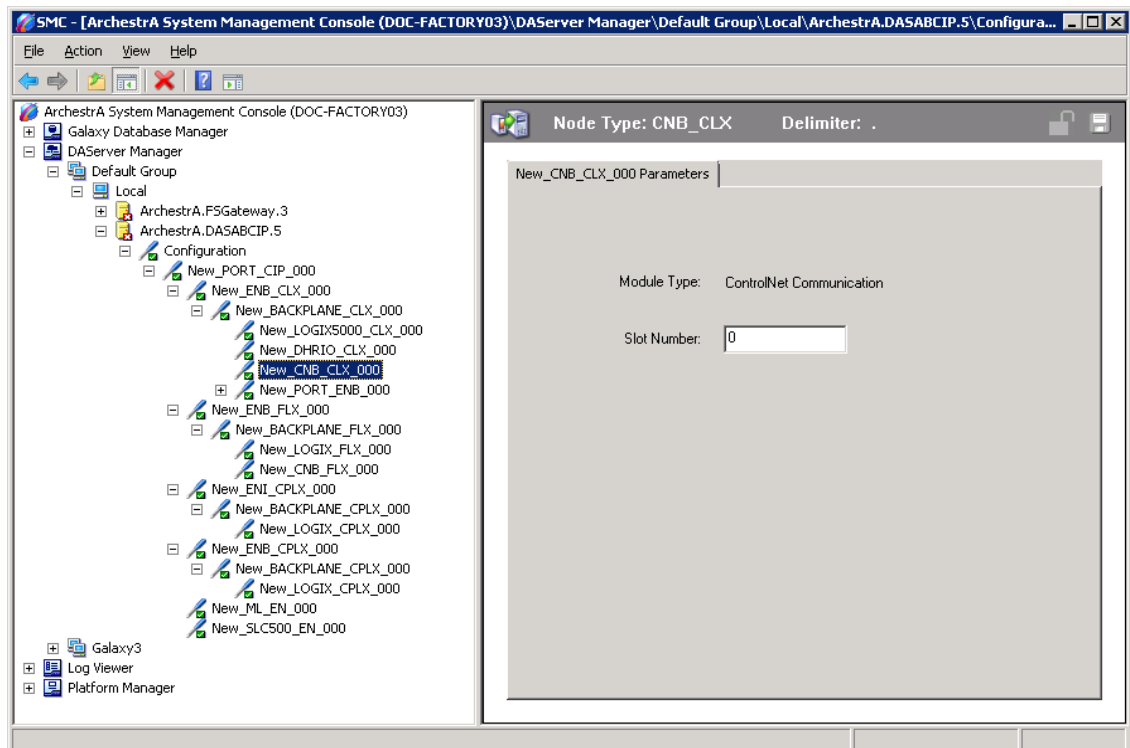 SMC - [ArchestrA System Management Console (DOC-FACTORY03)\DAServer Manager\Default Group\Local\ArchestrA.DASABCIP.5\Configura...
File Action View Help
ArchestrA System Management Console (DOC-FACTORY03)
Galaxy Database Manager
DAServer Manager
Default Group
Local
ArchestrA.FSGateway.3
ArchestrA.DASABCIP.5
Configuration
New_PORT_CIP_000
New_ENB_CLX_000
New_BACKPLANE_CLX_000
New_LOGIX5000_CLX_000
New_DHRIO_CLX_000
New_CNB_CLX_000
New_PORT_ENB_000
New_ENB_FLX_000
New_BACKPLANE_FLX_000
New_LOGIX_FLX_000
New_CNB_FLX_000
New_ENI_CPLX_000
New_BACKPLANE_CPLX_000
New_LOGIX_CPLX_000
New_ENB_CPLX_000
New_BACKPLANE_CPLX_000
New_LOGIX_CPLX_000
New_ML_EN_000
New_SLC500_EN_000
Galaxy3
Log Viewer
Platform Manager
Node Type: CNB_CLX Delimiter: .
New_CNB_CLX_000 Parameters
Module Type: ControlNet Communication
Slot Number: 0